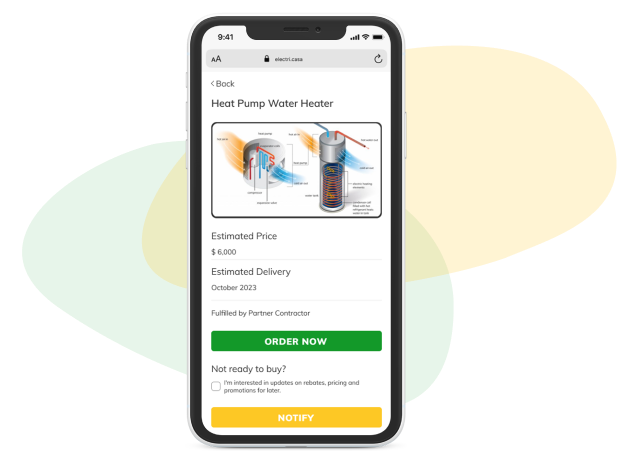 9:41
AA
electri.casa
< Back
Heat Pump Water Heater
Estimated Price
$ 6,000
Estimated Delivery
October 2023
Fulfilled by Partner Contractor
ORDER NOW
Not ready to buy?
I'm interested in updates on rebates, pricing and
promotions for later.
NOTIFY